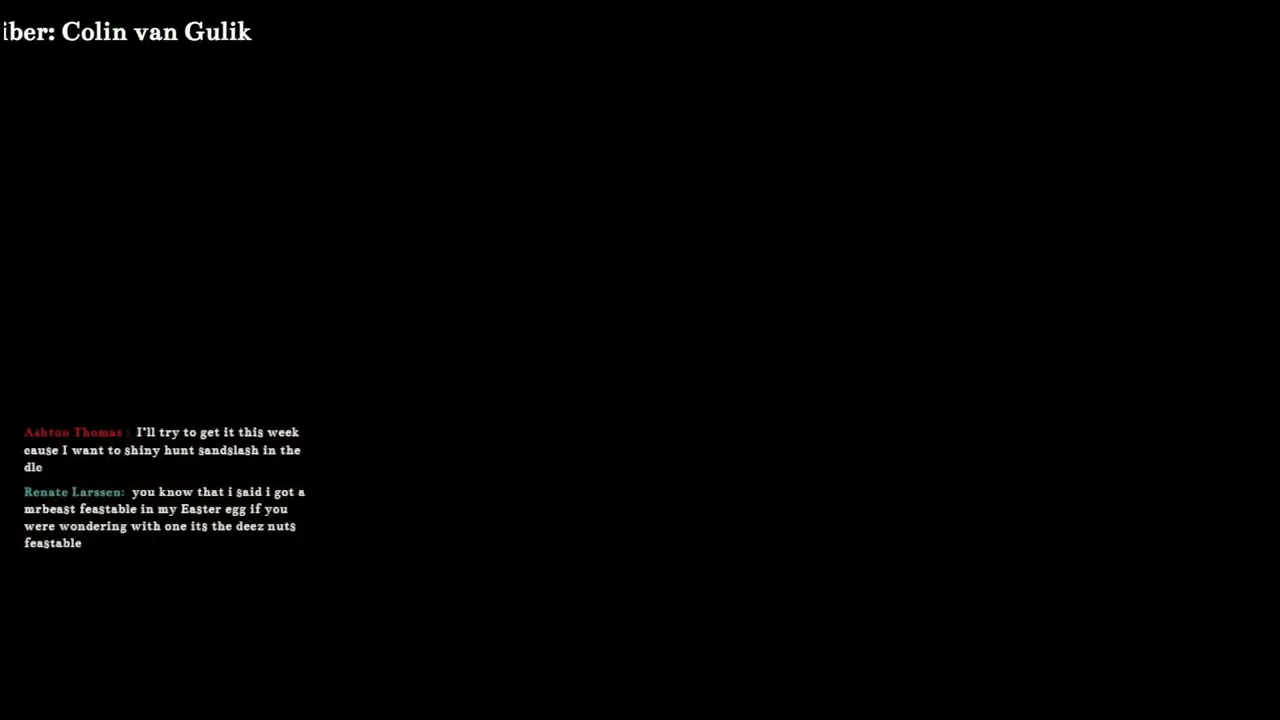 iber: Colin van Gulik
Ashton Thomas : I'll try to get it this week
cause I want to shiny hunt sandslash in the
dlc
Renate Larssen: you know that i said i got a
mrbeast feastable in my Easter egg if you
were wondering with one its the deez nuts
feastable